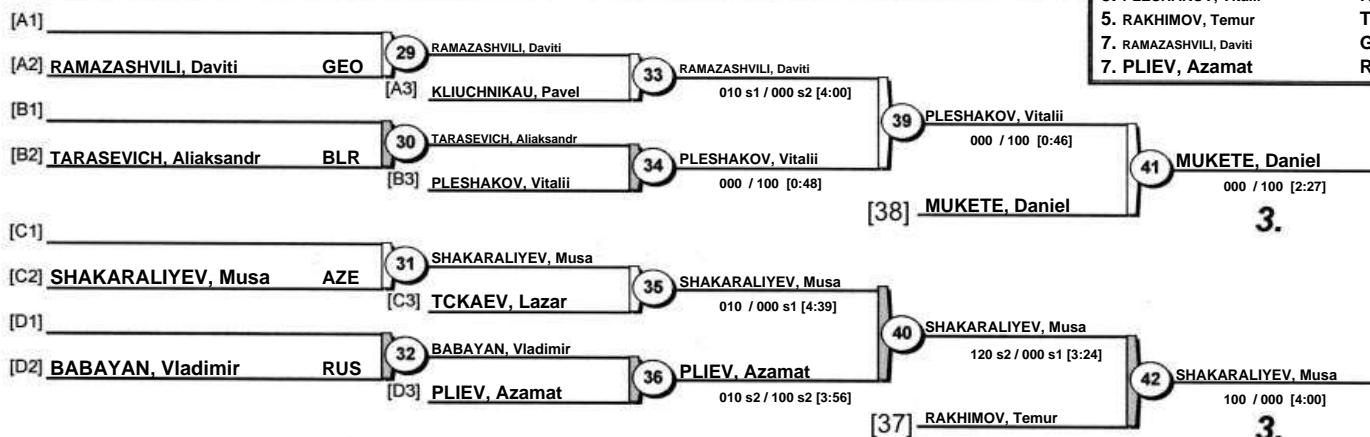 5. RAKHIMOV, Temur T
7. RAMAZASHVILI, Daviti G
7. PLIEV, Azamat R
[A1]
[A2] RAMAZASHVILI, Daviti GEO
29
RAMAZASHVILI, Daviti
[A3] KLIUCHNIKAU, Pavel
33
RAMAZASHVILI, Daviti
010 s1 / 000 s2 [4:00]
[B1]
[B2] TARASEVICH, Aliaksandr BLR
30
TARASEVICH, Aliaksandr
[B3] PLESHAKOV, Vitalii
34
PLESHAKOV, Vitalii
000 / 100 [0:48]
39
PLESHAKOV, Vitalii
000 / 100 [0:46]
[38] MUKETE, Daniel
41
MUKETE, Daniel
000 / 100 [2:27]
3.
[C1]
[C2] SHAKARALIYEV, Musa AZE
31
SHAKARALIYEV, Musa
[C3] TCKAEV, Lazar
35
SHAKARALIYEV, Musa
010 / 000 s1 [4:39]
[D1]
[D2] BABAYAN, Vladimir RUS
32
BABAYAN, Vladimir
[D3] PLIEV, Azamat
36
PLIEV, Azamat
010 s2 / 100 s2 [3:56]
40
SHAKARALIYEV, Musa
120 s2 / 000 s1 [3:24]
[37] RAKHIMOV, Temur
42
SHAKARALIYEV, Musa
100 / 000 [4:00]
3.